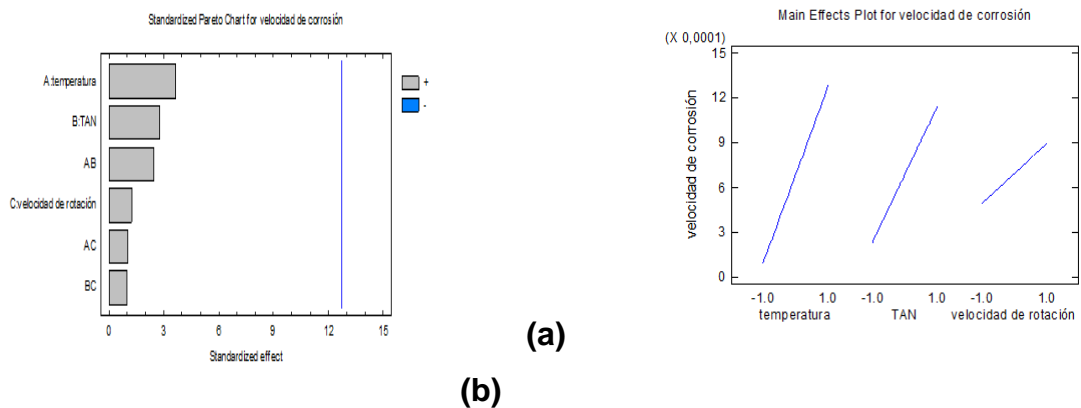 Standardized Pareto Chart for velocidad de corrosión
A:temperatura
B:TAN
AB
C:velocidad de rotación
AC
BC
0 3 6 9 12 15
Standardized effect
+
-
(a)
(b)
Main Effects Plot for velocidad de corrosión
(X 0,0001)
15
12
9
6
3
0
velocidad de corrosión
-1.0 1.0 -1.0 1.0 -1.0 1.0
temperatura TAN velocidad de rotación